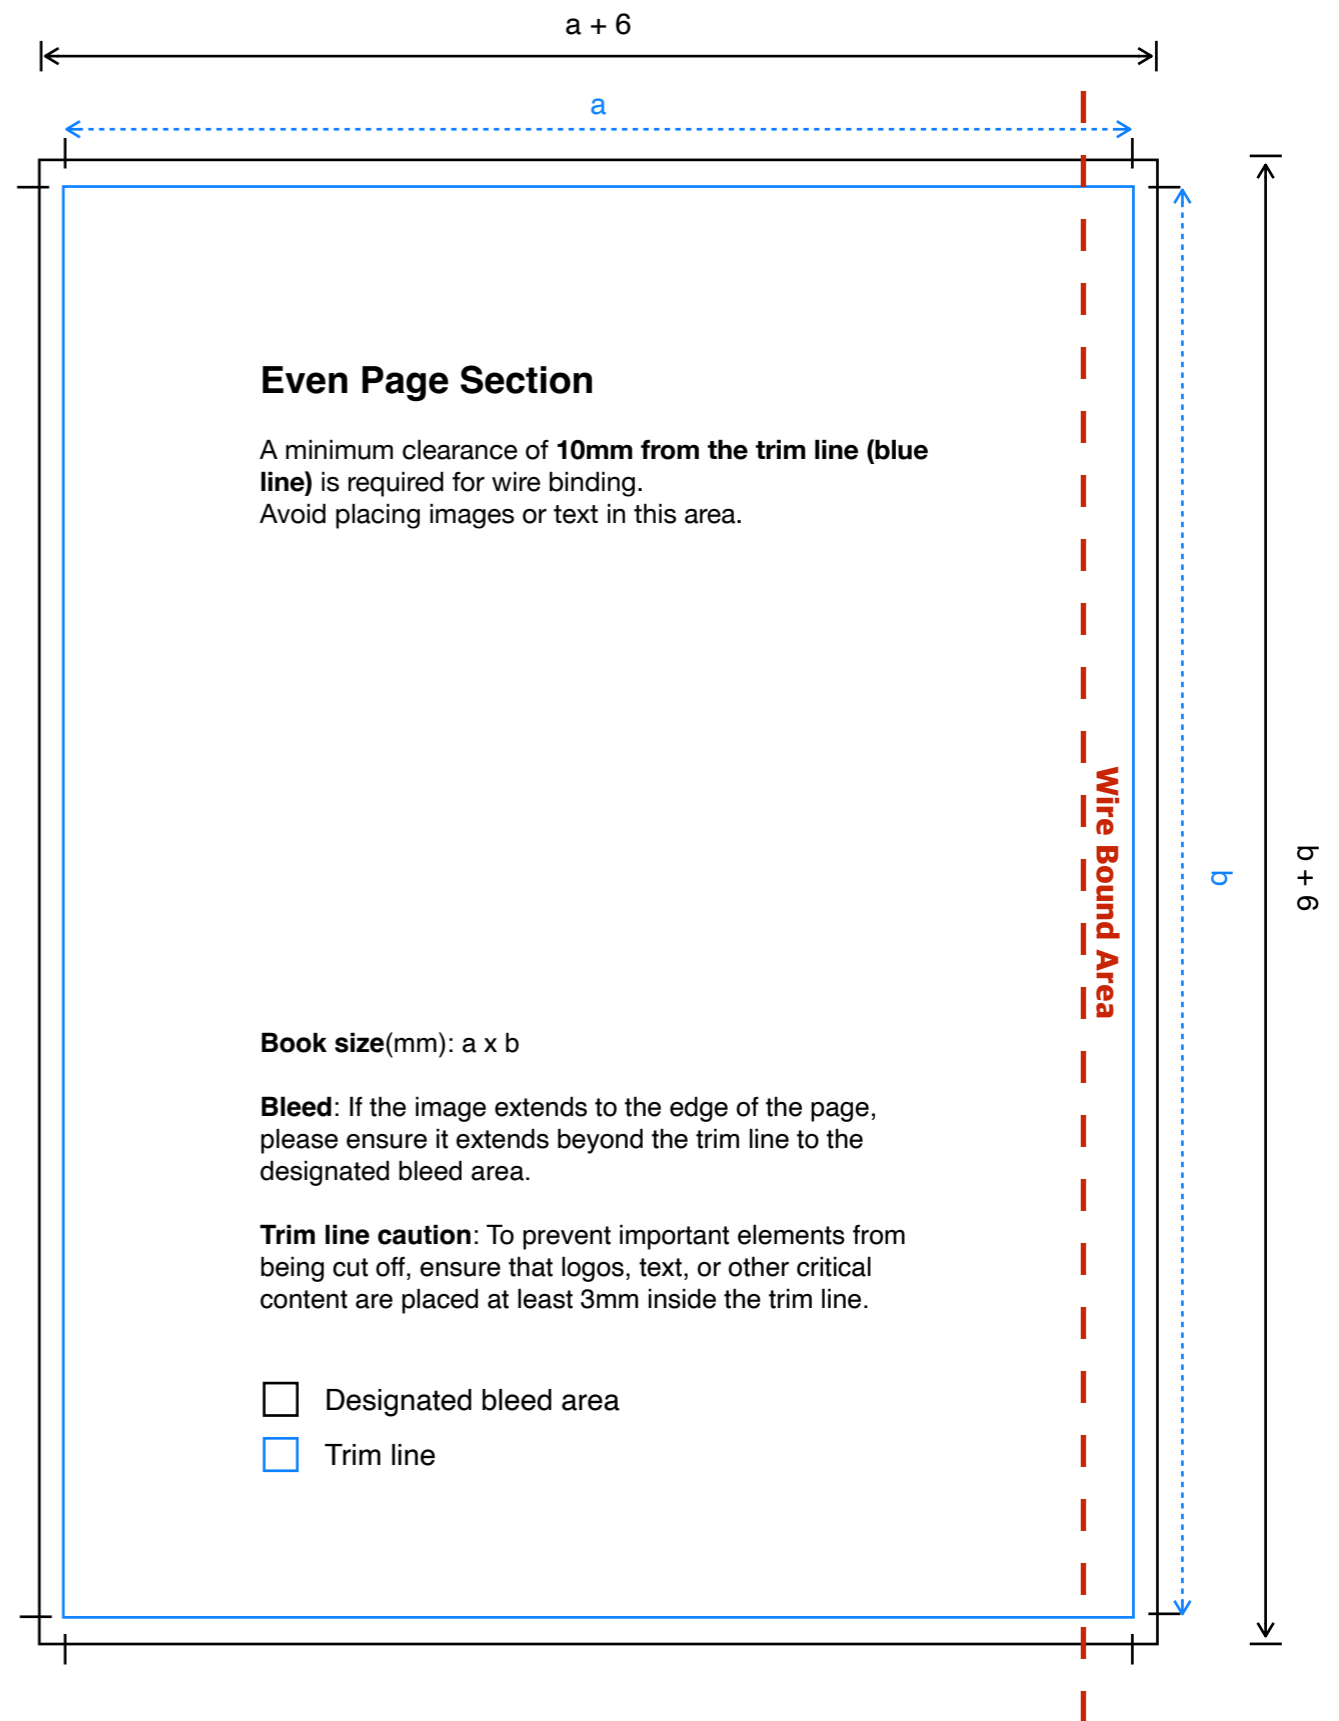 a + 6
a
Even Page Section
A minimum clearance of 10mm from the trim line (blue
line) is required for wire binding.
Avoid placing images or text in this area.
Wire Bound Area
b
b + 6
Book size(mm): a x b
Bleed: If the image extends to the edge of the page,
please ensure it extends beyond the trim line to the
designated bleed area.
Trim line caution: To prevent important elements from
being cut off, ensure that logos, text, or other critical
content are placed at least 3mm inside the trim line.
Designated bleed area
Trim line